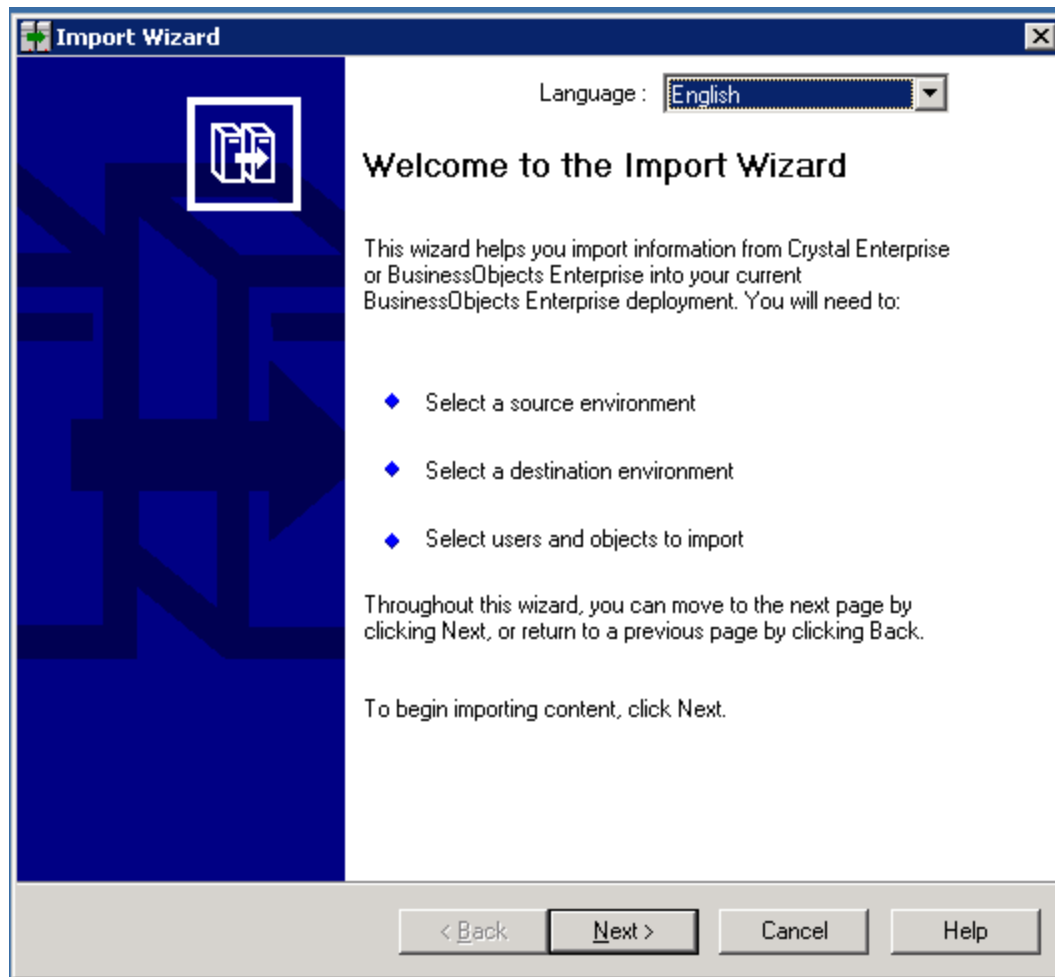 Import Wizard
Language : English
Welcome to the Import Wizard
This wizard helps you import information from Crystal Enterprise
or BusinessObjects Enterprise into your current
BusinessObjects Enterprise deployment. You will need to:
Select a source environment
Select a destination environment
Select users and objects to import
Throughout this wizard, you can move to the next page by
clicking Next, or return to a previous page by clicking Back.
To begin importing content, click Next.
< Back Next > Cancel Help